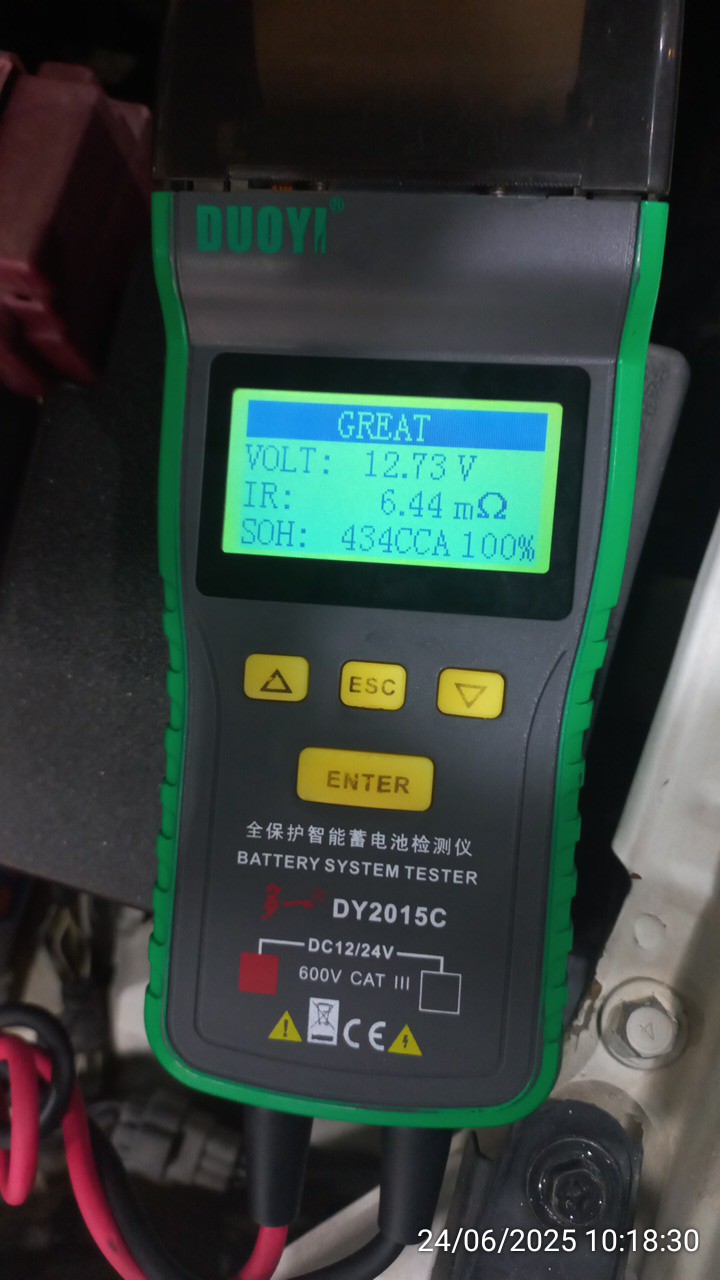 DUOYI®
GREAT
VOLT: 12.73 V
IR: 6.44 mΩ
SOH: 434CCA 100%
ESC
ENTER
全保护智能蓄电池检测仪
BATTERY SYSTEM TESTER
多一® DY2015C
DC12/24V
600V CAT III
CE
24/06/2025 10:18:30